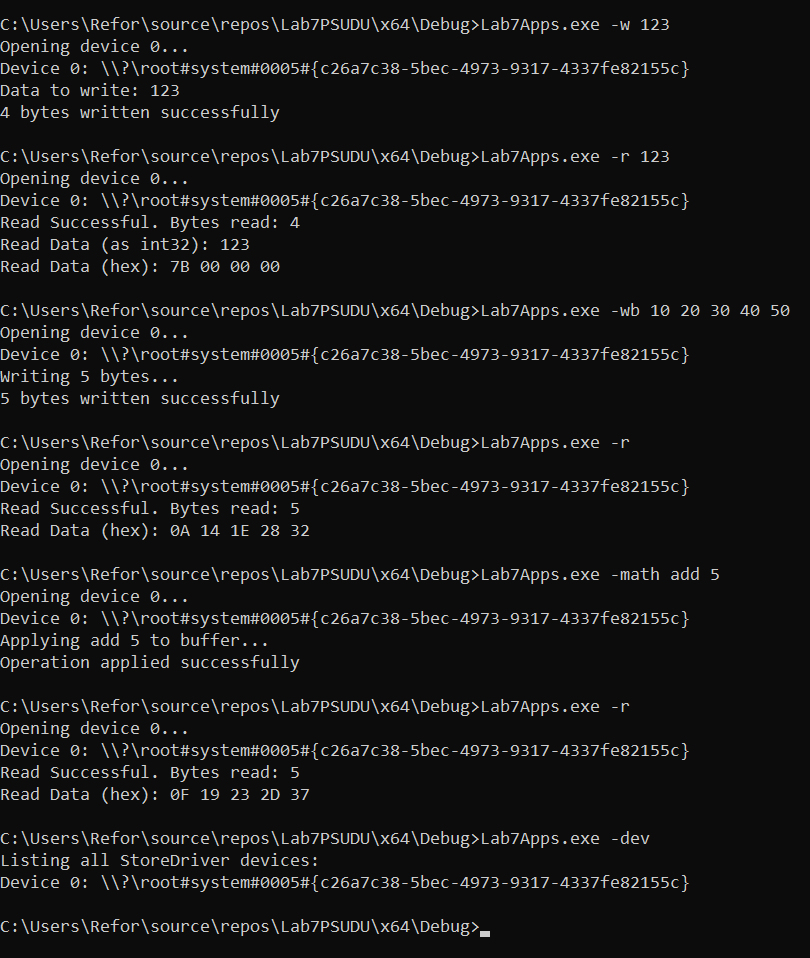 C:\Users\Refor\source\repos\Lab7PSUDU\x64\Debug>Lab7Apps.exe -w 123
Opening device 0...
Device 0: \\?\root#system#0005#{c26a7c38-5bec-4973-9317-4337fe82155c}
Data to write: 123
4 bytes written successfully
C:\Users\Refor\source\repos\Lab7PSUDU\x64\Debug>Lab7Apps.exe -r 123
Opening device 0...
Device 0: \\?\root#system#0005#{c26a7c38-5bec-4973-9317-4337fe82155c}
Read Successful. Bytes read: 4
Read Data (as int32): 123
Read Data (hex): 7B 00 00 00
C:\Users\Refor\source\repos\Lab7PSUDU\x64\Debug>Lab7Apps.exe -wb 10 20 30 40 50
Opening device 0...
Device 0: \\?\root#system#0005#{c26a7c38-5bec-4973-9317-4337fe82155c}
Writing 5 bytes...
5 bytes written successfully
C:\Users\Refor\source\repos\Lab7PSUDU\x64\Debug>Lab7Apps.exe -r
Opening device 0...
Device 0: \\?\root#system#0005#{c26a7c38-5bec-4973-9317-4337fe82155c}
Read Successful. Bytes read: 5
Read Data (hex): 0A 14 1E 28 32
C:\Users\Refor\source\repos\Lab7PSUDU\x64\Debug>Lab7Apps.exe -math add 5
Opening device 0...
Device 0: \\?\root#system#0005#{c26a7c38-5bec-4973-9317-4337fe82155c}
Applying add 5 to buffer...
Operation applied successfully
C:\Users\Refor\source\repos\Lab7PSUDU\x64\Debug>Lab7Apps.exe -r
Opening device 0...
Device 0: \\?\root#system#0005#{c26a7c38-5bec-4973-9317-4337fe82155c}
Read Successful. Bytes read: 5
Read Data (hex): 0F 19 23 2D 37
C:\Users\Refor\source\repos\Lab7PSUDU\x64\Debug>Lab7Apps.exe -dev
Listing all StoreDriver devices:
Device 0: \\?\root#system#0005#{c26a7c38-5bec-4973-9317-4337fe82155c}
C:\Users\Refor\source\repos\Lab7PSUDU\x64\Debug>